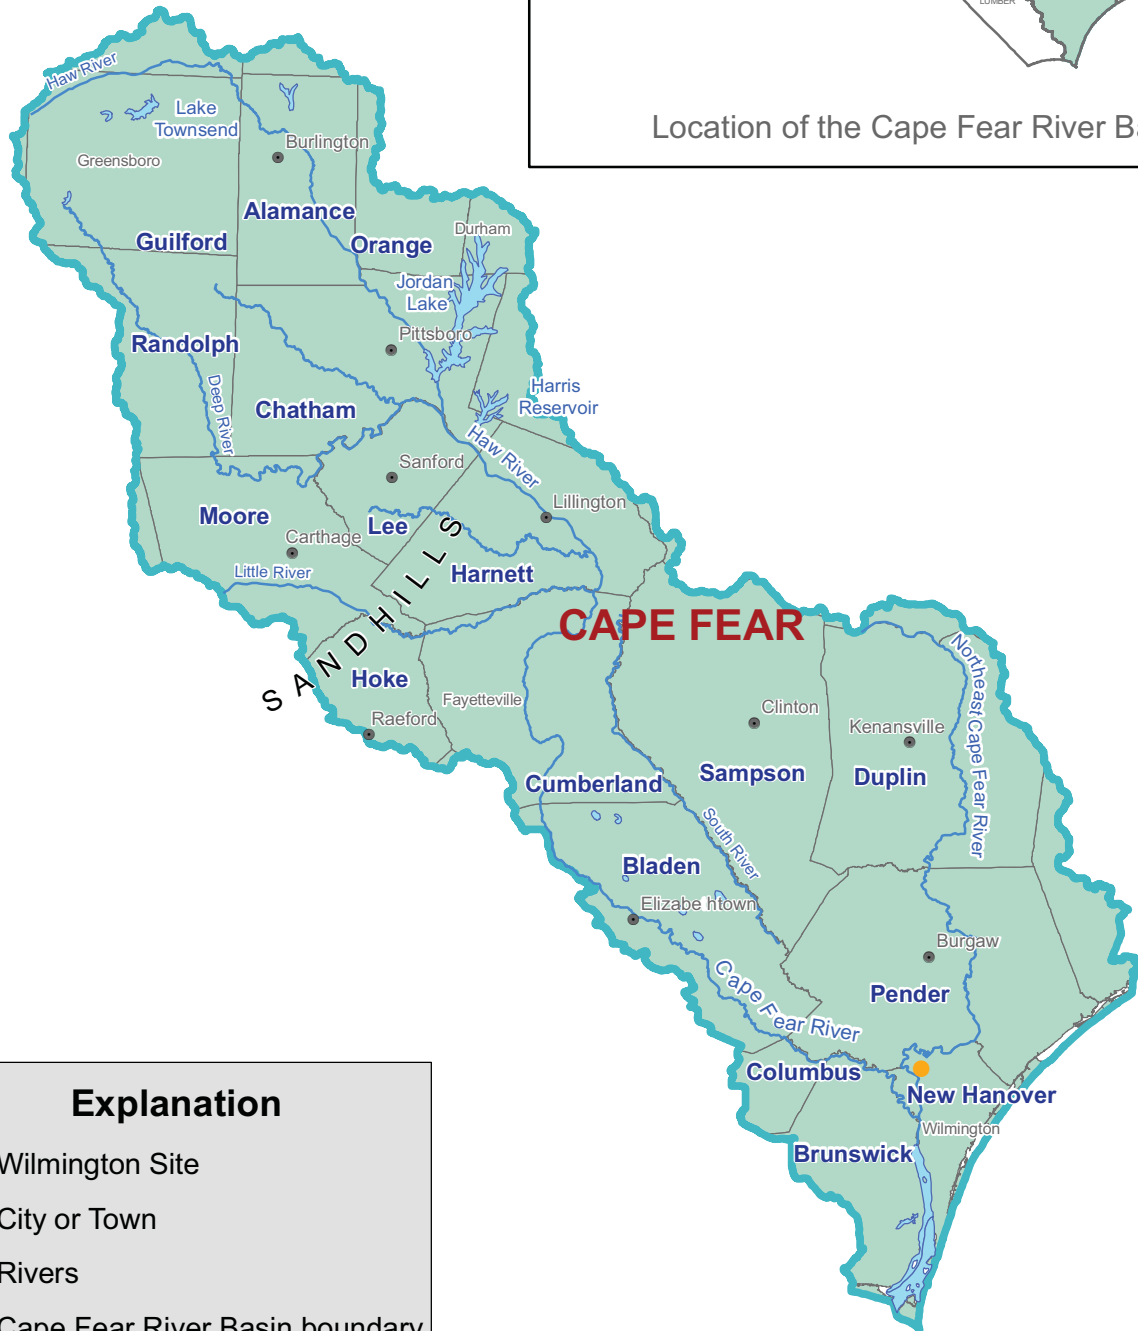 LUMBER
Location of the Cape Fear River Ba
Haw River
Lake
Townsend
Greensboro
Burlington
Alamance
Guilford
Orange
Durham
Jordan
Lake
Pittsboro
Randolph
Deep River
Chatham
Harris
Reservoir
Haw River
Sanford
Lillington
Moore
Lee
Carthage
Little River
Harnett
SANDHILLS
CAPE FEAR
Hoke
Raeford
Fayetteville
Northeast Cape Fear River
Clinton
Kenansville
Cumberland
Sampson
Duplin
South River
Bladen
Elizabe htown
Burgaw
Cape Fear River
Pender
Columbus
New Hanover
Wilmington
Brunswick
Explanation
Wilmington Site
City or Town
Rivers
Cape Fear River Basin boundary